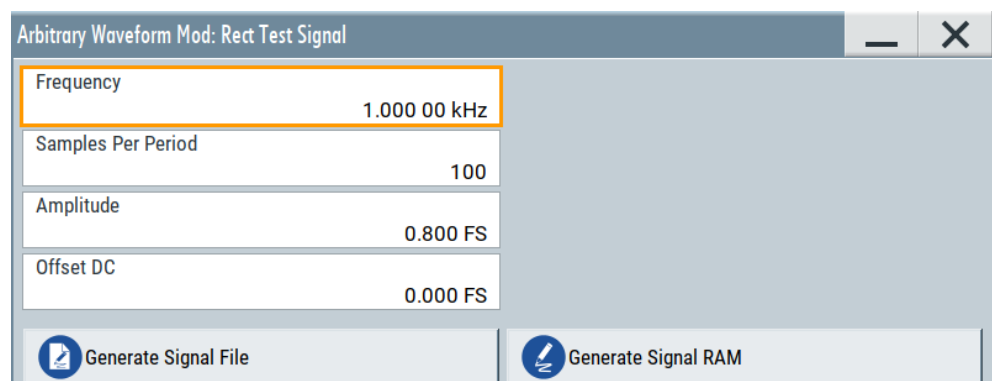 Arbitrary Waveform Mod: Rect Test Signal
Frequency
1.000 00 kHz
Samples Per Period
100
Amplitude
0.800 FS
Offset DC
0.000 FS
Generate Signal File
Generate Signal RAM